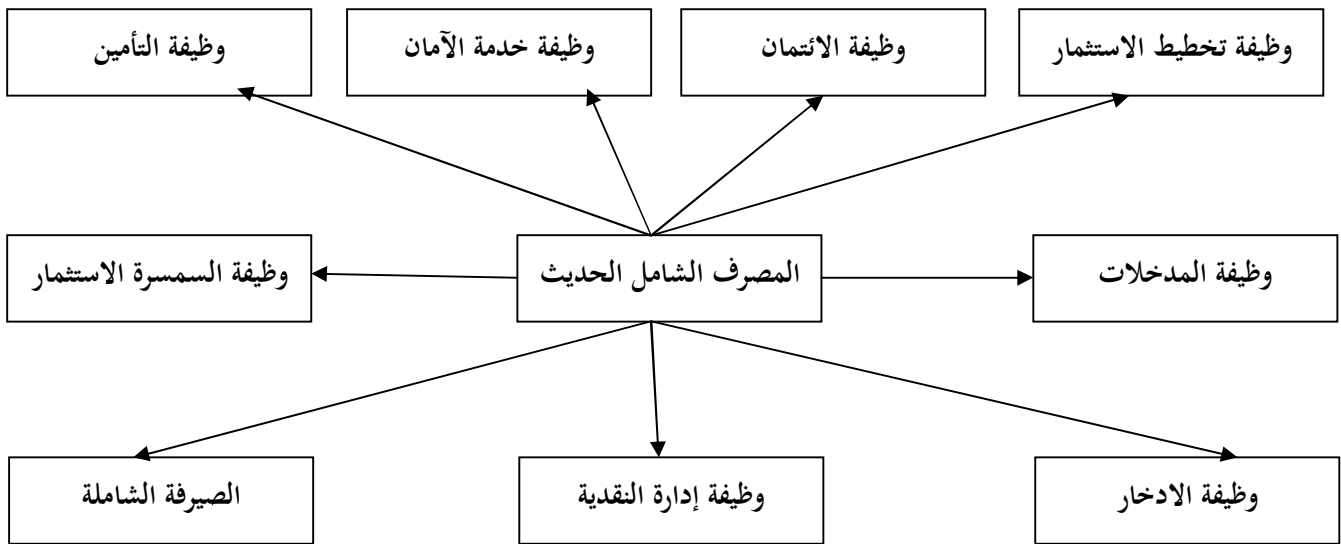 وظيفة تخطيط الاستثمار
وظيفة الائتمان
وظيفة خدمة الآمان
وظيفة التأمين
وظيفة المدخلات
المصرف الشامل الحديث
وظيفة السمسرة الاستثمار
وظيفة الادخار
وظيفة إدارة النقدية
الصيرفة الشاملة